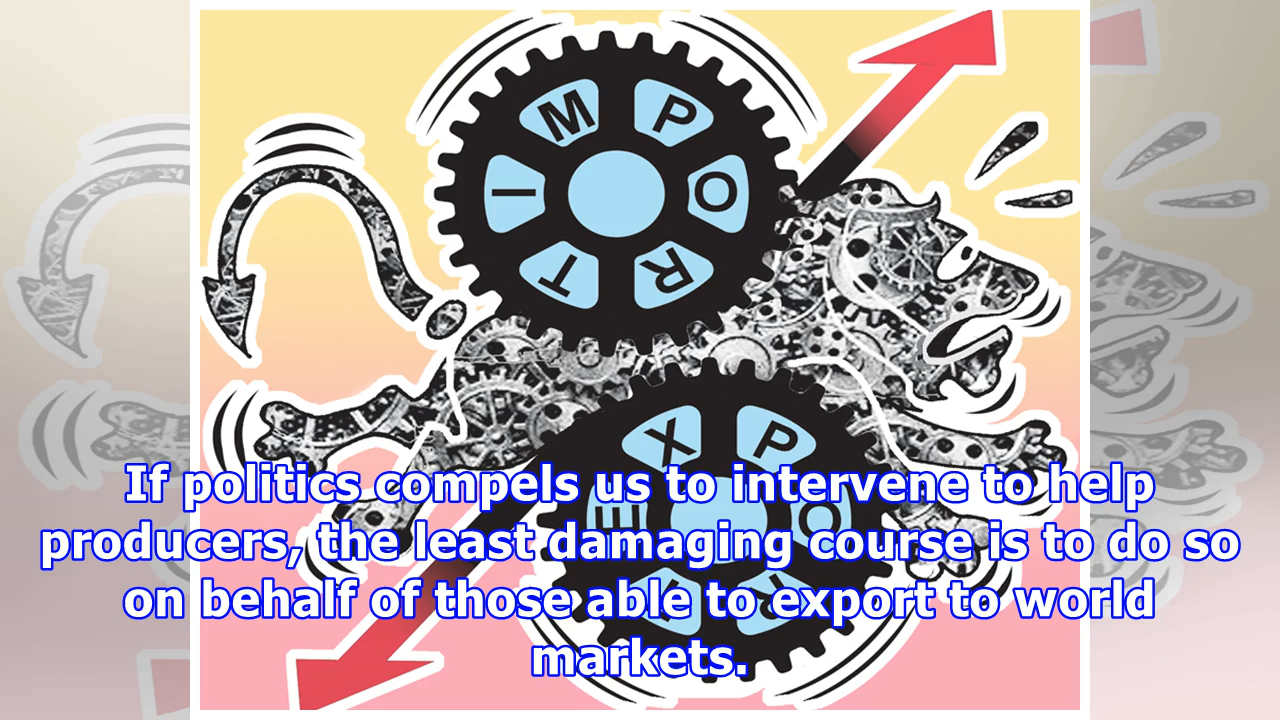 IMPORT
EXPORT
If politics compels us to intervene to help
producers, the least damaging course is to do so
on behalf of those able to export to world
markets.